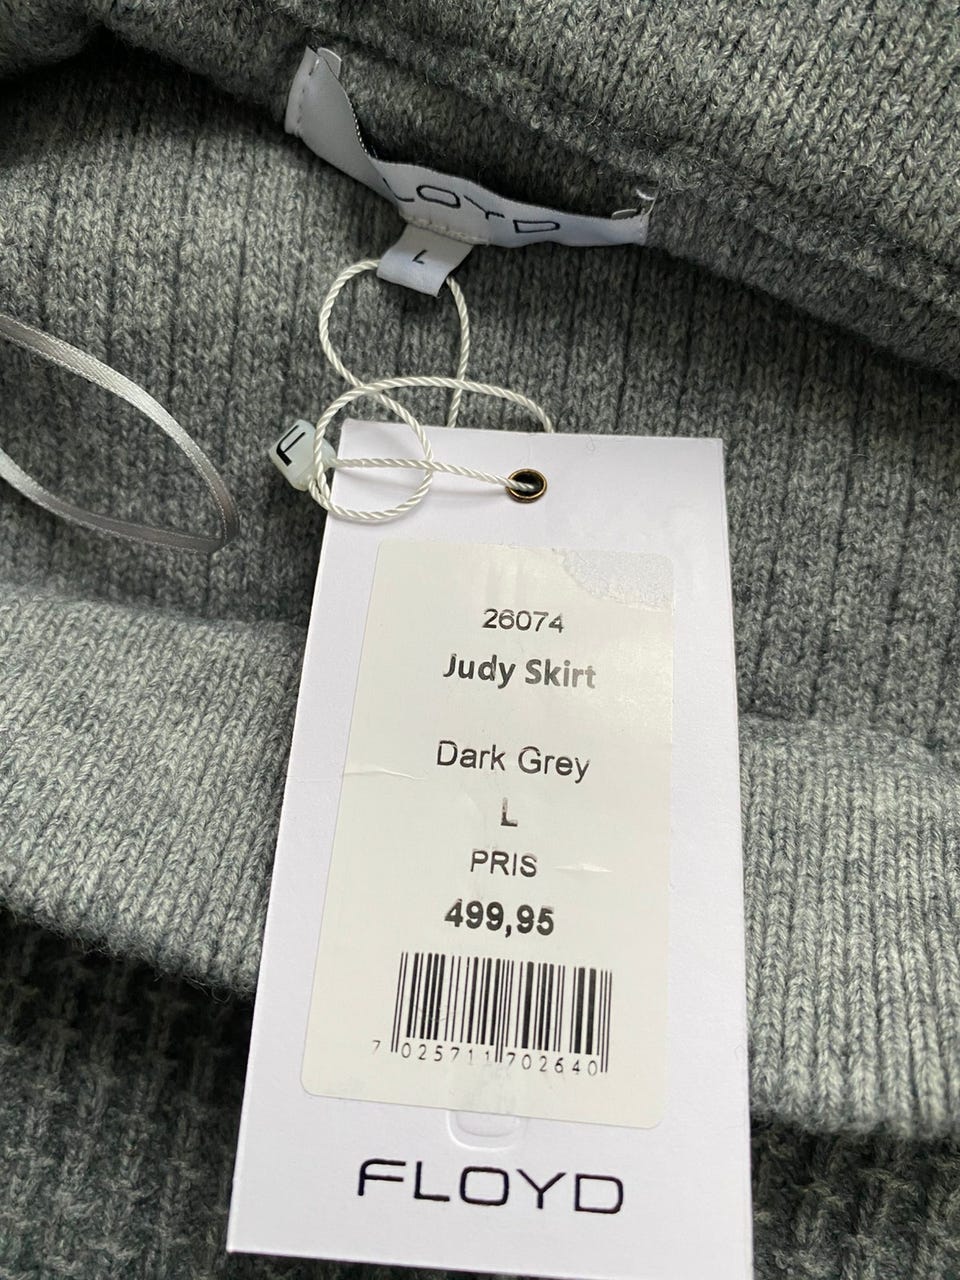 FLOYD
L
F
26074
Judy Skirt
Dark Grey
L
PRIS
499,95
7 025711 702640
FLOYD